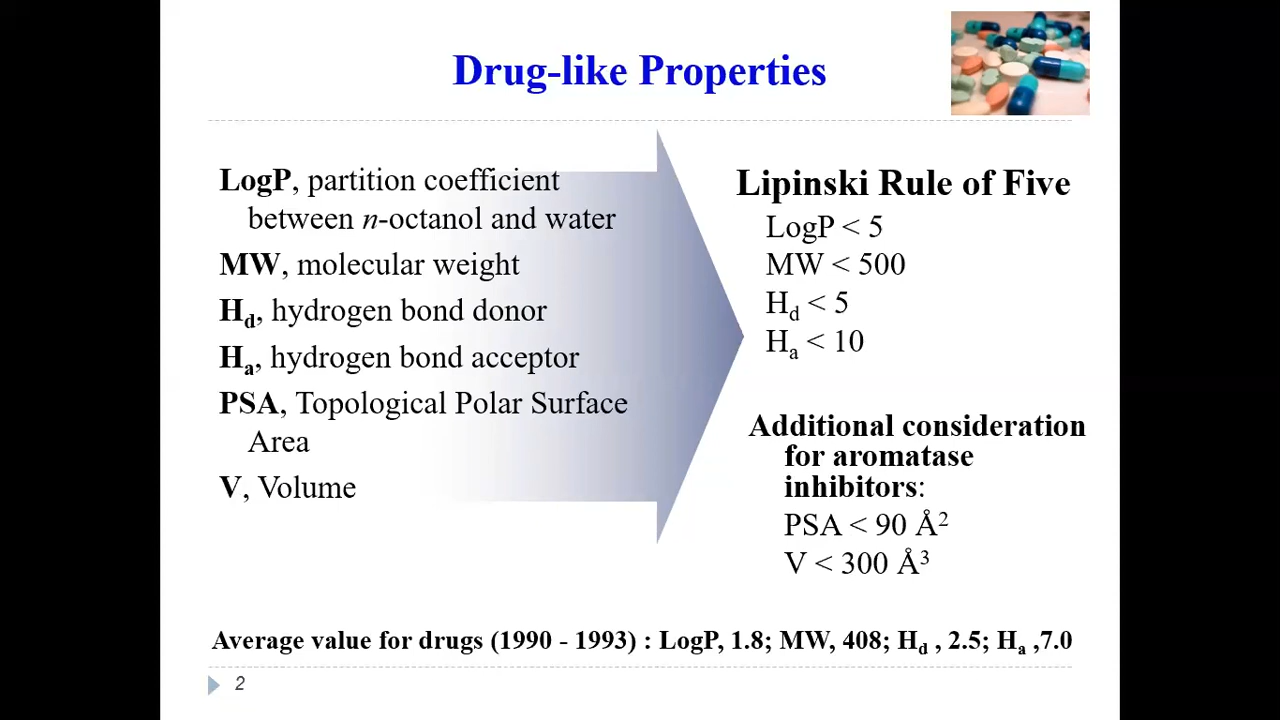 Drug-like Properties
LogP, partition coefficient
between n-octanol and water
MW, molecular weight
Hd, hydrogen bond donor
Ha, hydrogen bond acceptor
PSA, Topological Polar Surface
Area
V, Volume
Lipinski Rule of Five
LogP < 5
MW < 500
Hd < 5
Ha < 10
Additional consideration
for aromatase
inhibitors:
PSA < 90 Å²
V < 300 Å³
Average value for drugs (1990 - 1993) : LogP, 1.8; MW, 408; Hd , 2.5; Ha ,7.0
2